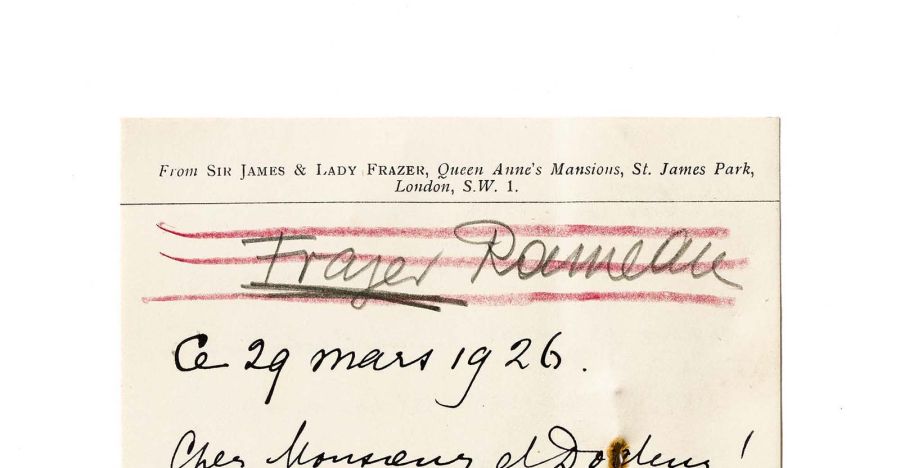 From Sir James & Lady Frazer, Queen Anne's Mansions, St. James Park,
London, S.W. 1.
Frazer Rameau
Ce 29 mars 1926.
Cher Monsieur et Docteur!